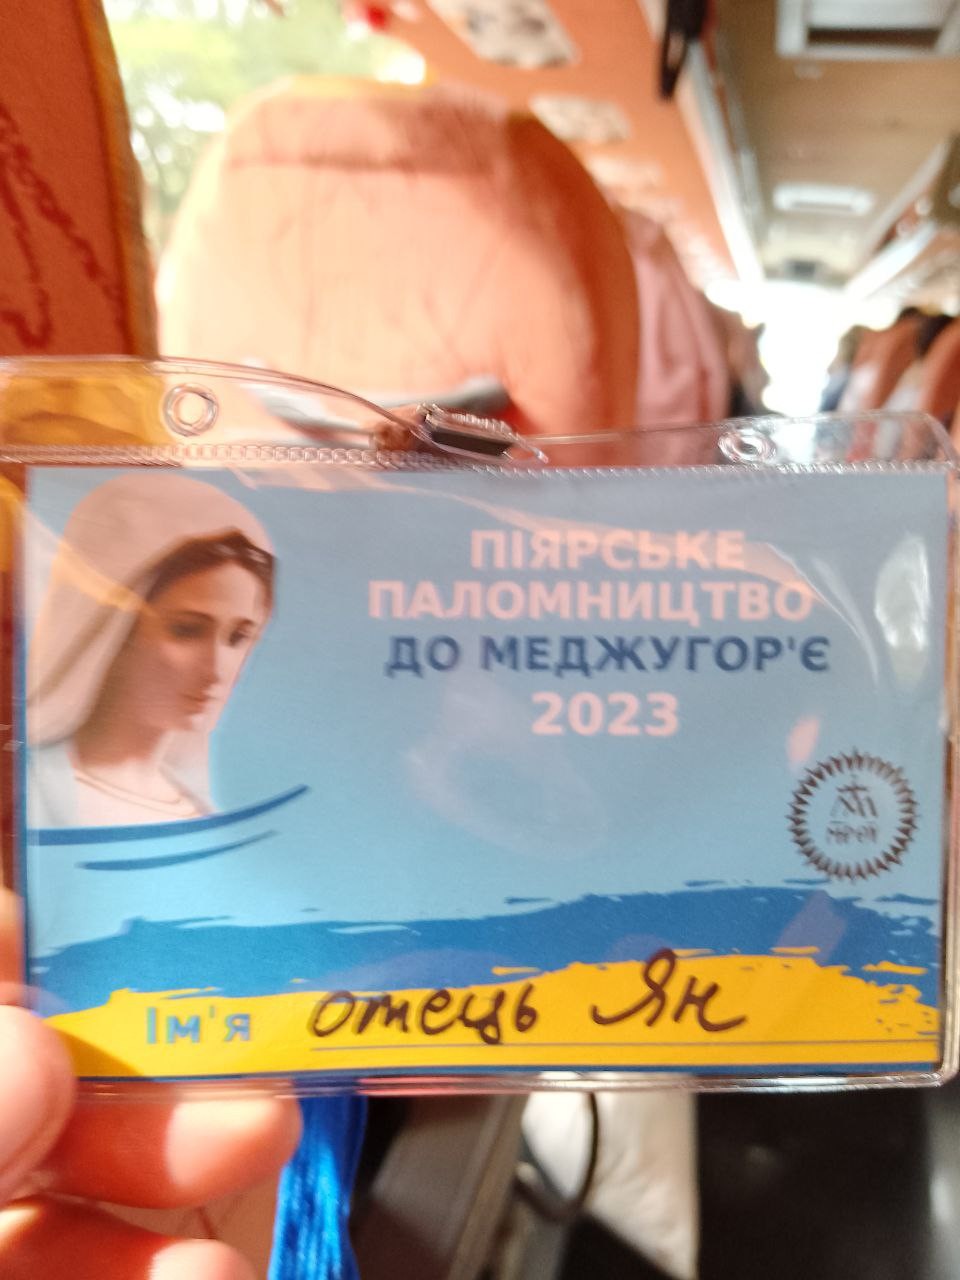 ПІЯРСЬКЕ
ПАЛОМНИЦТВО
ДО МЕДЖУГОР'Є
2023
Ім'я отець Ян